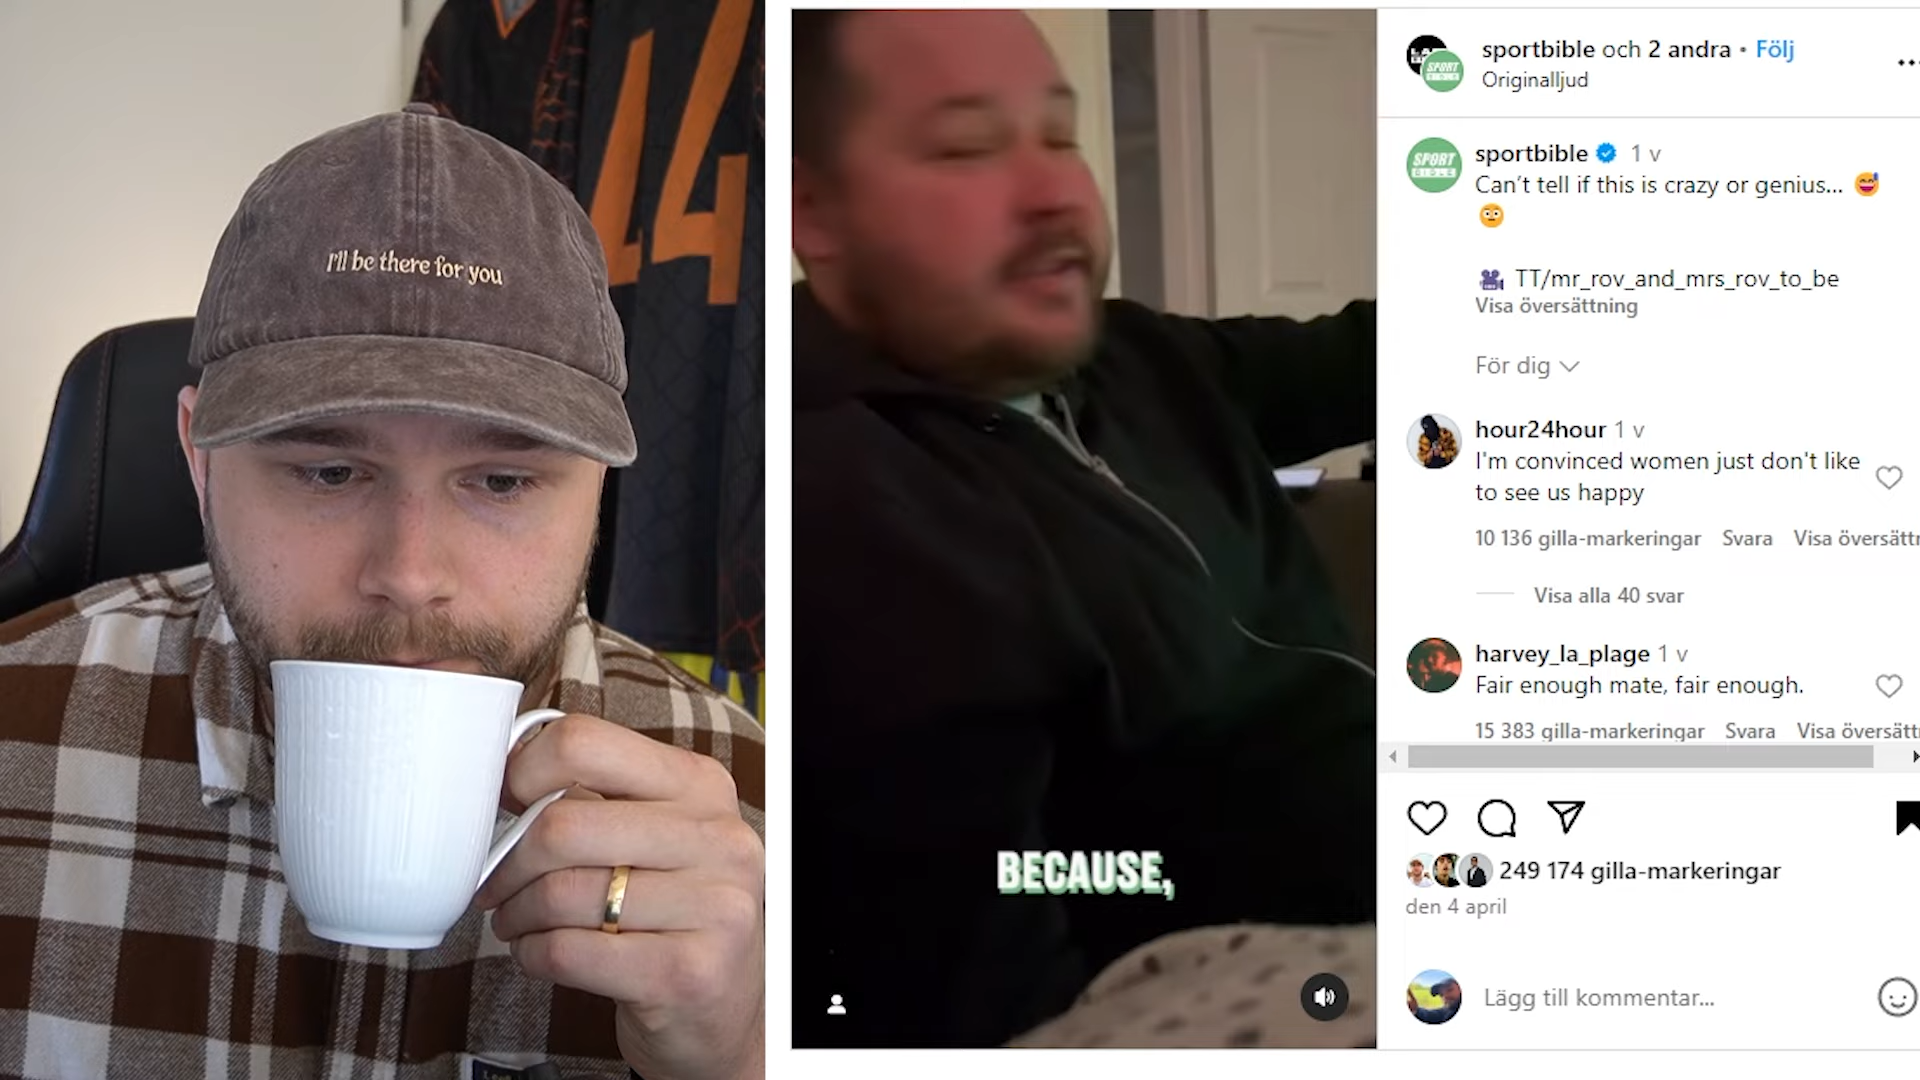 I'll be there for you
44
BECAUSE,
sportbible och 2 andra • Följ
Originalljud
SPORT
sportbible 1 v
Can't tell if this is crazy or genius... 😅
😳
🎥 TT/mr_rov_and_mrs_rov_to_be
Visa översättning
För dig
hour24hour 1 v
I'm convinced women just don't like
to see us happy
10 136 gilla-markeringar Svara Visa översättn
Visa alla 40 svar
harvey_la_plage 1 v
Fair enough mate, fair enough.
15 383 gilla-markeringar Svara Visa översättn
249 174 gilla-markeringar
den 4 april
Lägg till kommentar...